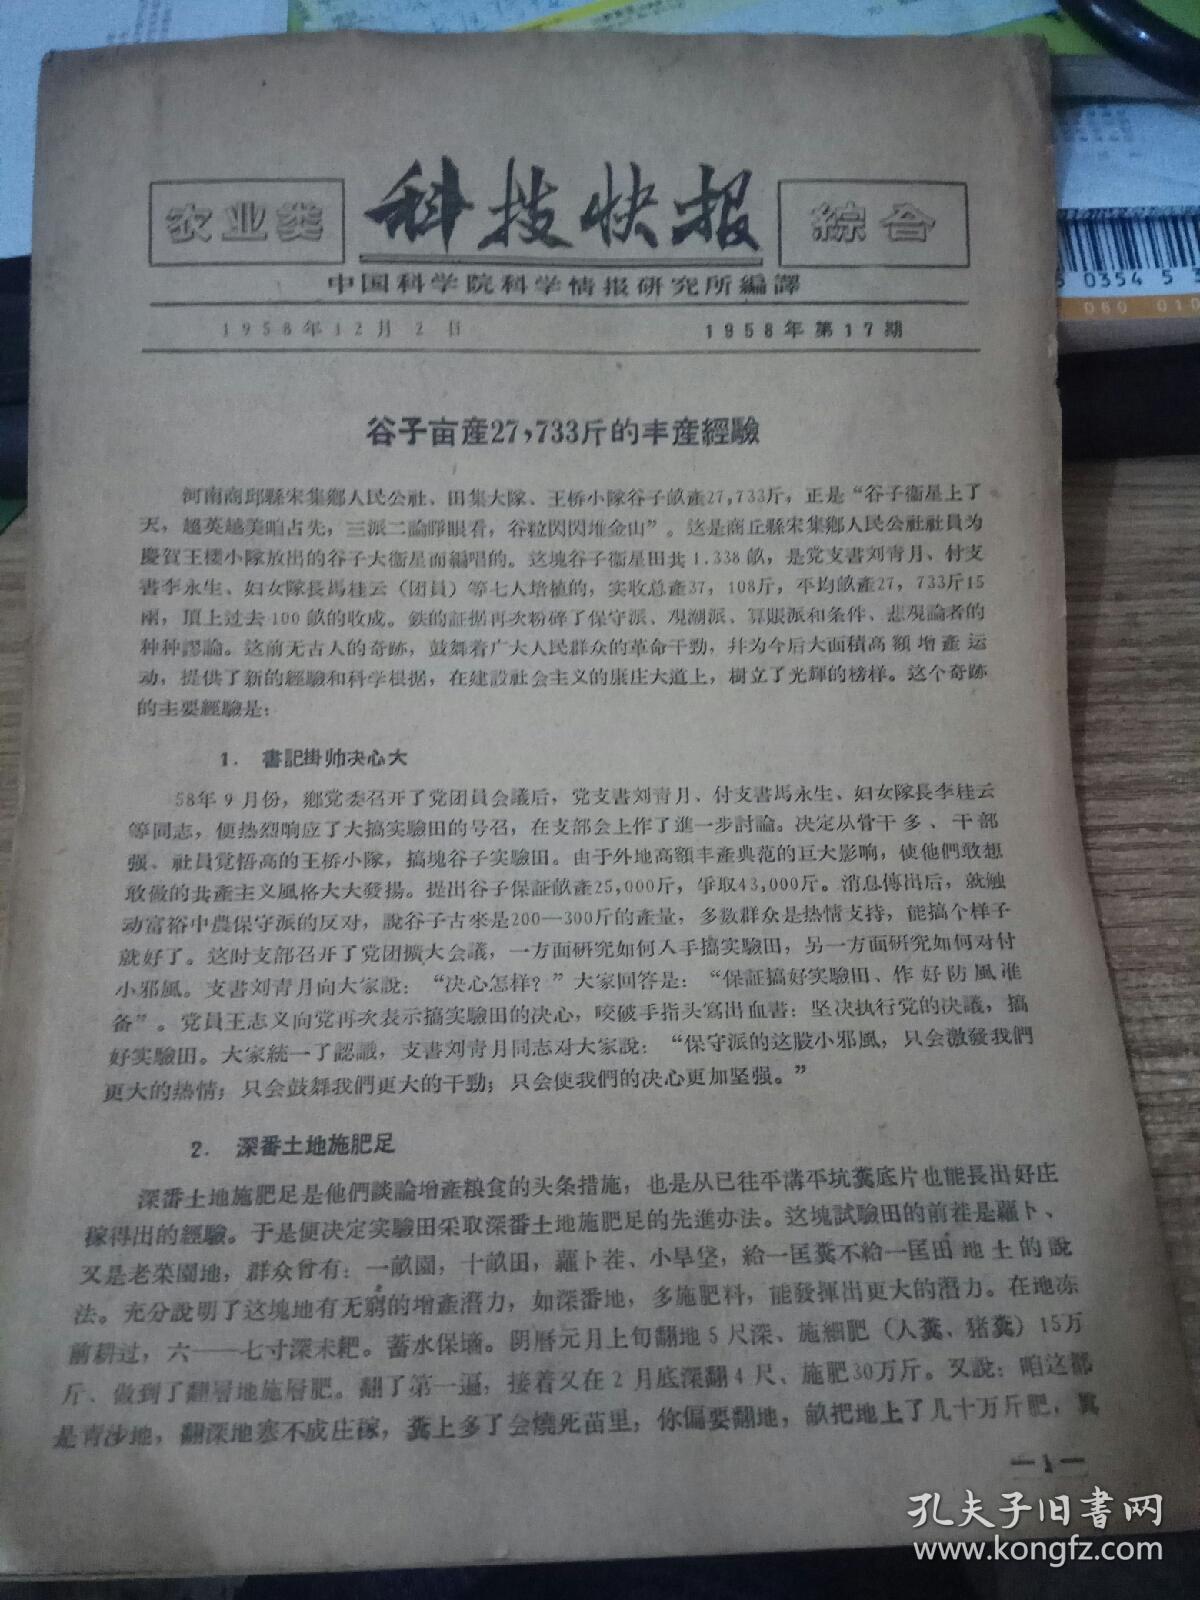 农业类
科技快报
綜合
中国科学院科学情报研究所編譯
1958年12月2日
1958年第17期
谷子亩產27,733斤的丰產經驗
河南商邱縣宋集鄉人民公社、田集大隊、王桥小隊谷子畝產27,733斤，正是“谷子衞星上了
天，趕英越美咱占先，三派二論睜眼看，谷粒閃閃堆金山”。这是商丘縣宋集鄉人民公社社員为
慶賀王楼小隊放出的谷子大衞星而編唱的。这塊谷子衞星田共1.338畝，是党支書刘青月、付支
書李永生、妇女隊長馬桂云（团員）等七人培植的，实收总產37，108斤，平均畝產27，733斤15
兩，頂上过去100畝的收成。鉄的証据再次粉碎了保守派、观潮派、算賬派和条件、悲观論者的
种种謬論。这前无古人的奇跡，鼓舞着广大人民群众的革命干勁，幷为今后大面積高額增產运
动，提供了新的經驗和科学根据，在建設社会主义的康庄大道上，樹立了光輝的榜样。这个奇跡
的主要經驗是：
1．書記掛帅决心大
58年9月份，鄉党委召开了党团員会議后，党支書刘青月、付支書馬永生、妇女隊長李桂云
等同志，便热烈响应了大搞实驗田的号召，在支部会上作了進一步討論。决定从骨干多、干部
强、社員覚悟高的王桥小隊，搞塊谷子实驗田。由于外地高額丰產典范的巨大影响，使他們敢想
敢做的共產主义風格大大發揚。提出谷子保証畝產25,000斤，爭取43,000斤。消息傳出后，就触
动富裕中農保守派的反对，說谷子古來是200—300斤的產量，多数群众是热情支持，能搞个样子
就好了。这时支部召开了党团擴大会議，一方面研究如何入手搞实驗田，另一方面研究如何对付
小邪風。支書刘青月向大家說：“决心怎样？”大家回答是：“保証搞好实驗田、作好防風准
备”。党員王志义向党再次表示搞实驗田的决心，咬破手指头寫出血書：坚决执行党的决議，搞
好实驗田。大家統一了認識，支書刘青月同志对大家說：“保守派的这股小邪風，只会激發我們
更大的热情；只会鼓舞我們更大的干勁；只会使我們的决心更加坚强。”
2．深番土地施肥足
深番土地施肥足是他們談論增產粮食的头条措施，也是从已往平溝平坑糞底片也能長出好庄
稼得出的經驗。于是便决定实驗田采取深番土地施肥足的先進办法。这塊試驗田的前茬是蘿卜、
又是老菜園地，群众曾有：一畝園，十畝田，蘿卜茬、小旱垡，給一匡糞不給一匡田地土的說
法。充分說明了这塊地有无窮的增產潛力，如深番地，多施肥料，能發揮出更大的潛力。在地冻
前耕过，六——七寸深未耙。蓄水保墒。阴曆元月上旬翻地5尺深、施細肥（人糞、猪糞）15万
斤、做到了翻層地施層肥。翻了第一遍，接着又在2月底深翻4尺、施肥30万斤。又說：咱这都
是青沙地，翻深地塞不成庄稼，糞上多了会燒死苗里，你偏要翻地，畝把地上了几十万斤肥，眞
—1—
孔夫子旧书网
www.kongfz.com
0354 5
060 010